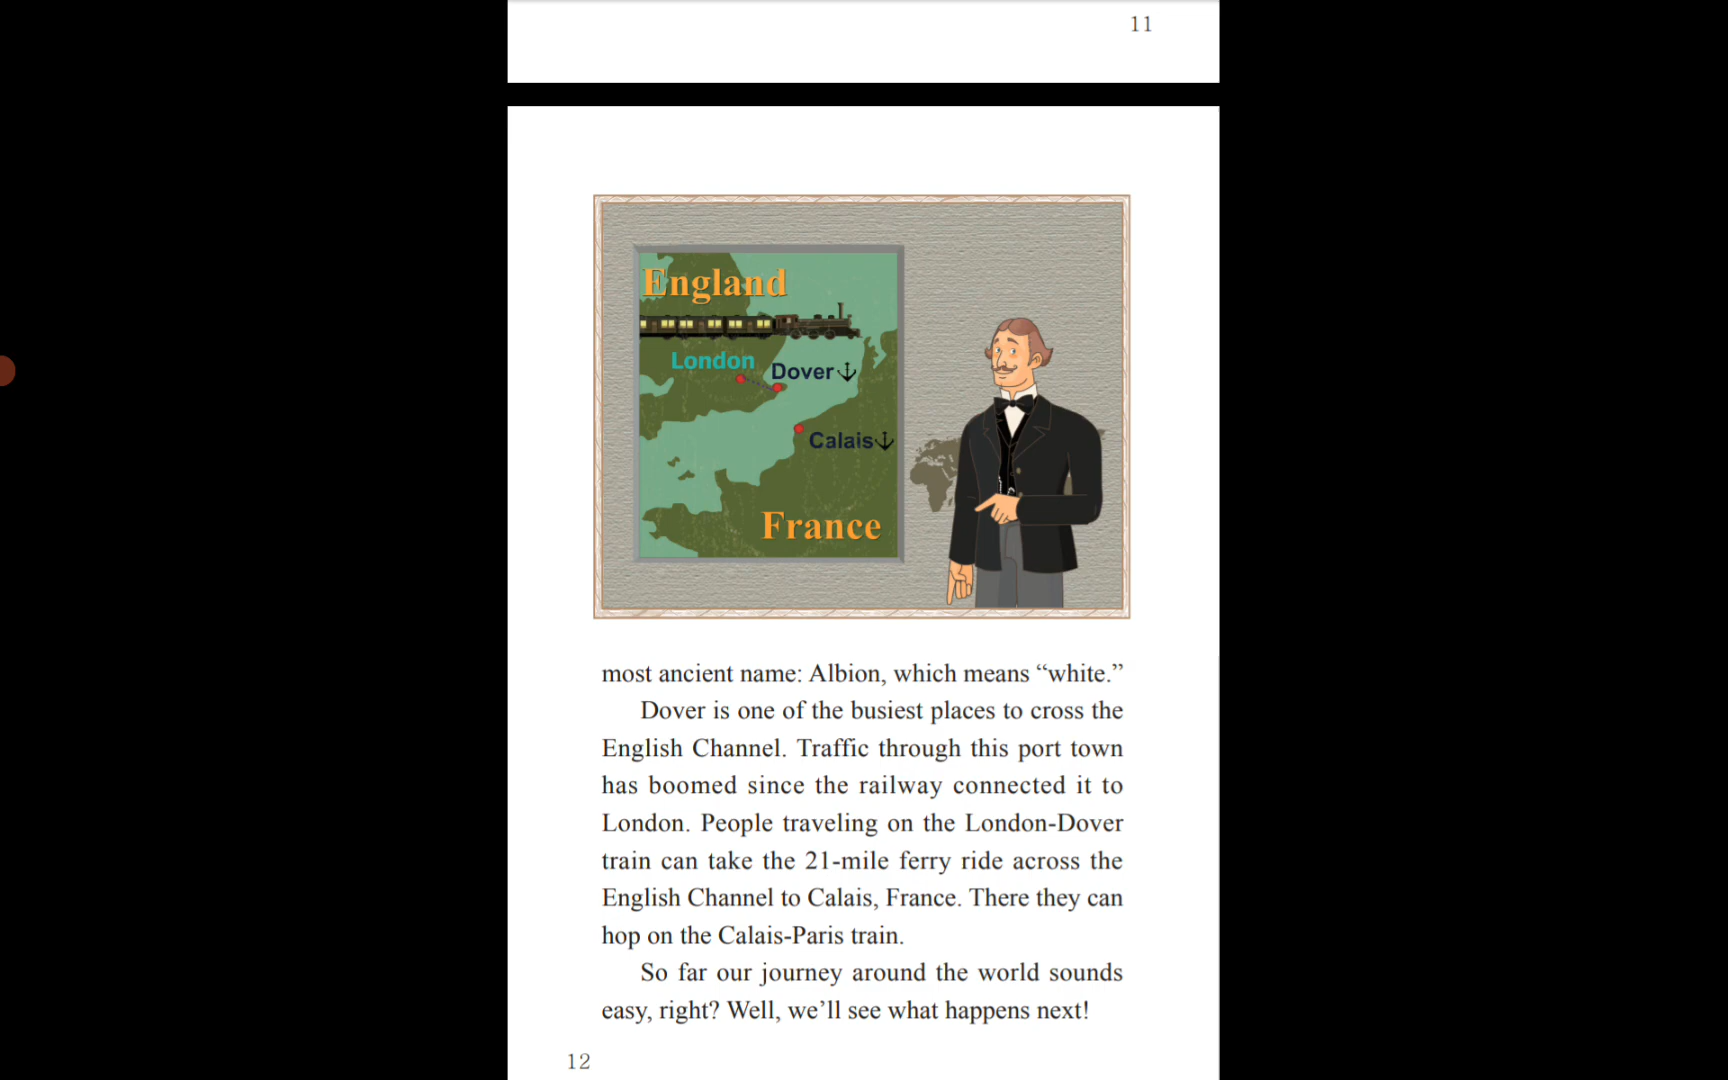 11
England
London
Dover
Calais
France
most ancient name: Albion, which means “white.”
Dover is one of the busiest places to cross the
English Channel. Traffic through this port town
has boomed since the railway connected it to
London. People traveling on the London-Dover
train can take the 21-mile ferry ride across the
English Channel to Calais, France. There they can
hop on the Calais-Paris train.
So far our journey around the world sounds
easy, right? Well, we’ll see what happens next!
12